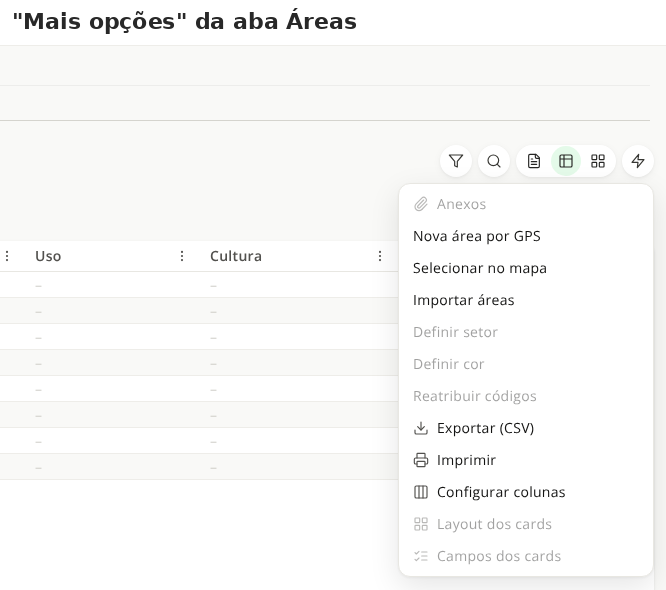 "Mais opções" da aba Áreas
Anexos
Nova área por GPS
Selecionar no mapa
Importar áreas
Definir setor
Definir cor
Reatribuir códigos
Exportar (CSV)
Imprimir
Configurar colunas
Layout dos cards
Campos dos cards
Uso Cultura
– –
– –
– –
– –
– –
– –
– –
– –